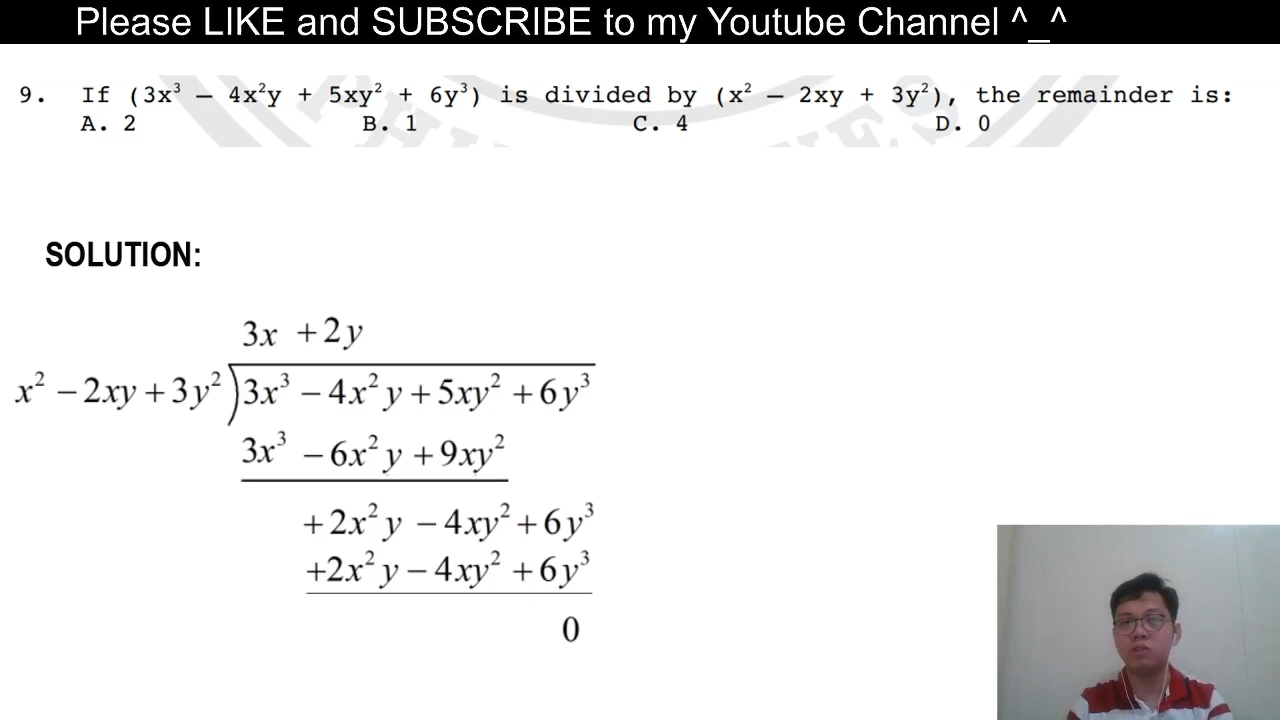 Please LIKE and SUBSCRIBE to my Youtube Channel ^_^
9. If (3x³ – 4x²y + 5xy² + 6y³) is divided by (x² – 2xy + 3y²), the remainder is:
A. 2 B. 1 C. 4 D. 0
SOLUTION:
3x + 2y
x² – 2xy + 3y² ) 3x³ – 4x²y + 5xy² + 6y³
3x³ – 6x²y + 9xy²
+ 2x²y – 4xy² + 6y³
+2x²y – 4xy² + 6y³
0